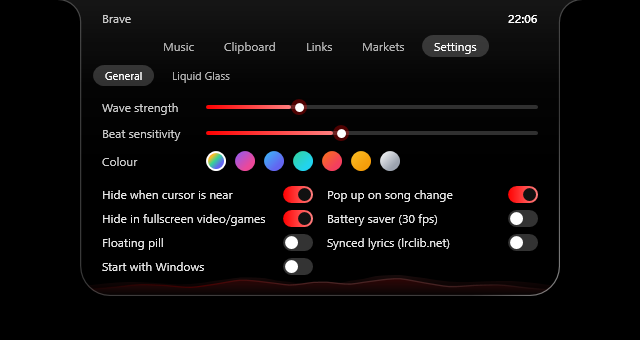 Brave 22:06
Music Clipboard Links Markets Settings
General Liquid Glass
Wave strength
Beat sensitivity
Colour
Hide when cursor is near Pop up on song change
Hide in fullscreen video/games Battery saver (30 fps)
Floating pill Synced lyrics (lrclib.net)
Start with Windows